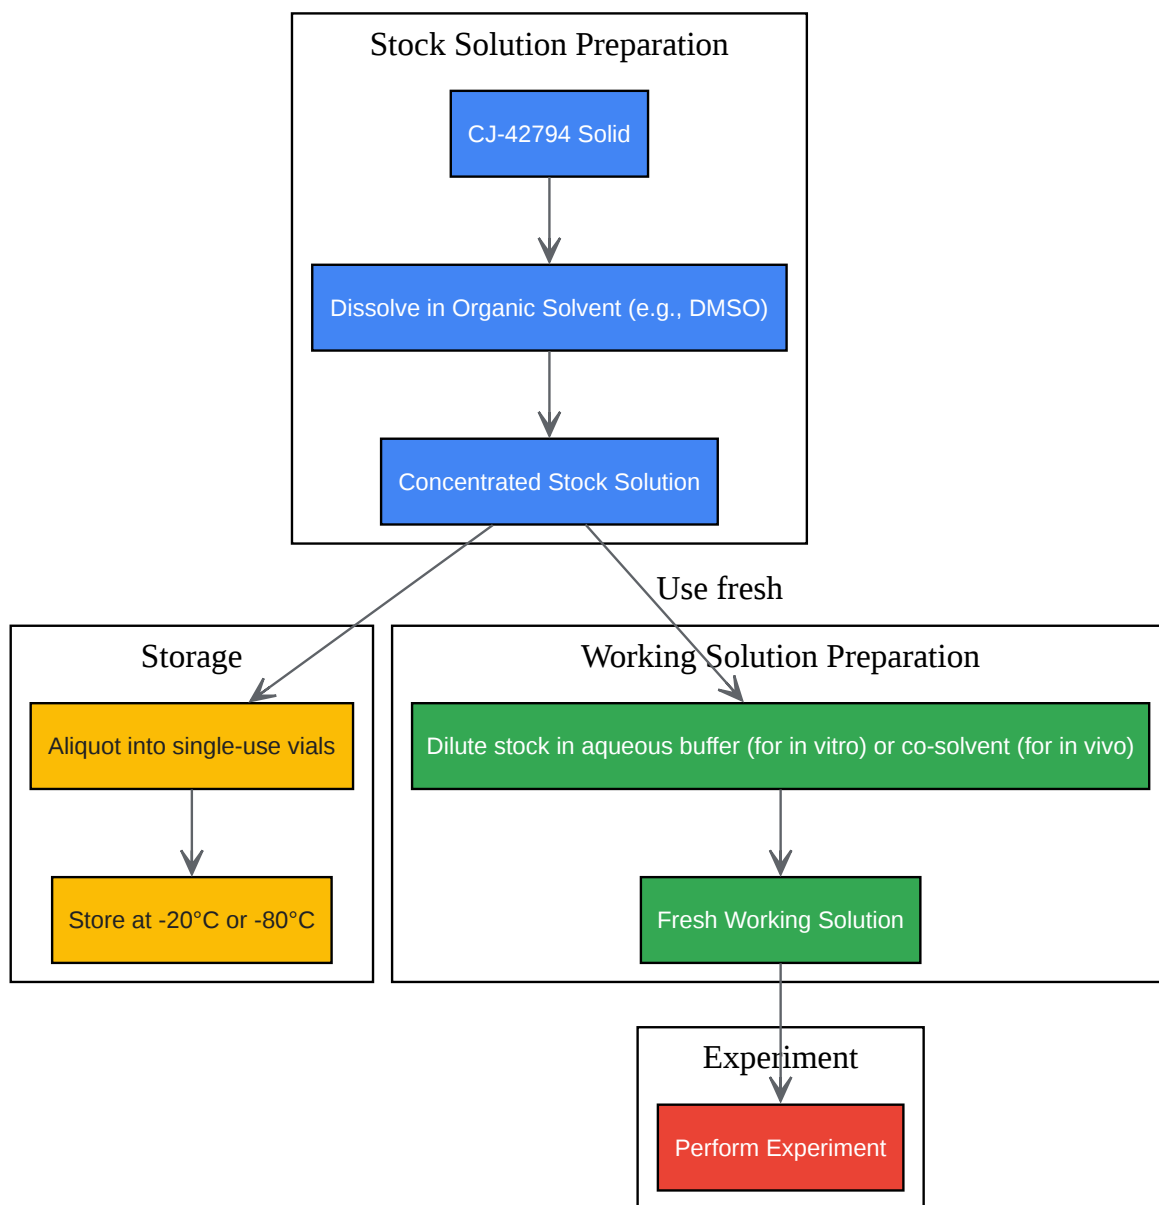 Stock Solution Preparation
CJ-42794 Solid
Dissolve in Organic Solvent (e.g., DMSO)
Concentrated Stock Solution
Use fresh
Storage
Aliquot into single-use vials
Store at -20°C or -80°C
Working Solution Preparation
Dilute stock in aqueous buffer (for in vitro) or co-solvent (for in vivo)
Fresh Working Solution
Experiment
Perform Experiment